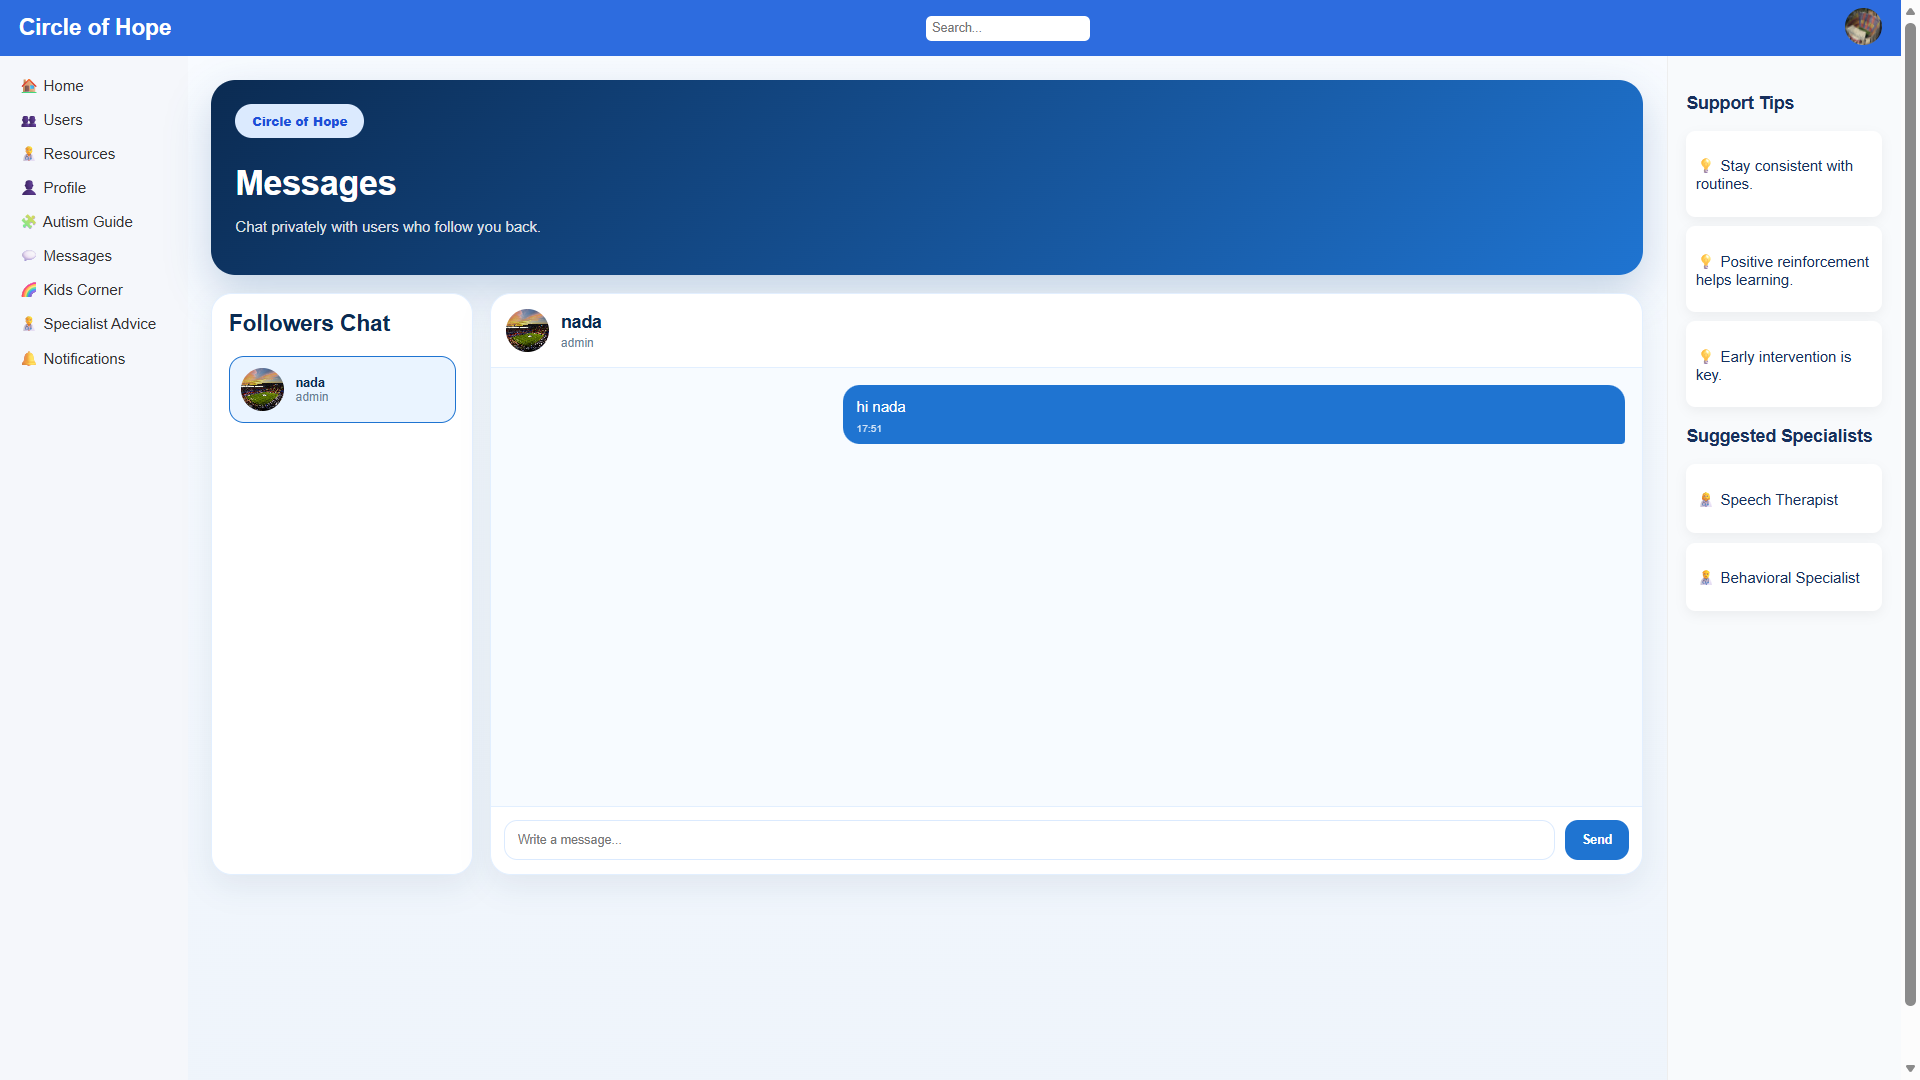 Circle of Hope
Search...
Home
Users
Resources
Profile
Autism Guide
Messages
Kids Corner
Specialist Advice
Notifications
Circle of Hope
Messages
Chat privately with users who follow you back.
Followers Chat
nada
admin
nada
admin
hi nada
17:51
Write a message...
Send
Support Tips
Stay consistent with
routines.
Positive reinforcement
helps learning.
Early intervention is
key.
Suggested Specialists
Speech Therapist
Behavioral Specialist